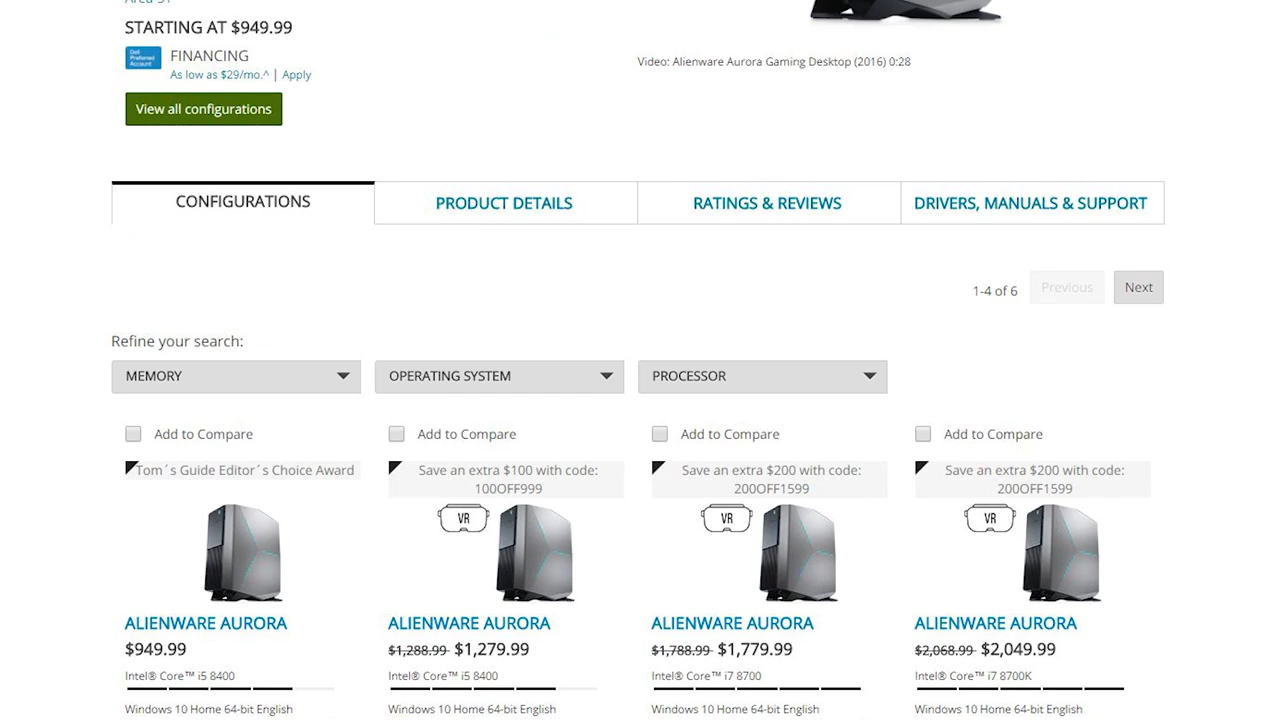 Area 51
STARTING AT $949.99
Dell
Preferred
Account
FINANCING
As low as $29/mo.^ | Apply
View all configurations
Video: Alienware Aurora Gaming Desktop (2016) 0:28
CONFIGURATIONS
PRODUCT DETAILS
RATINGS & REVIEWS
DRIVERS, MANUALS & SUPPORT
1-4 of 6
Previous
Next
Refine your search:
MEMORY
OPERATING SYSTEM
PROCESSOR
Add to Compare
Add to Compare
Add to Compare
Add to Compare
Tom´s Guide Editor´s Choice Award
Save an extra $100 with code:
100OFF999
Save an extra $200 with code:
200OFF1599
Save an extra $200 with code:
200OFF1599
VR
VR
VR
ALIENWARE AURORA
ALIENWARE AURORA
ALIENWARE AURORA
ALIENWARE AURORA
$949.99
$1,288.99 $1,279.99
$1,788.99 $1,779.99
$2,068.99 $2,049.99
Intel® Core™ i5 8400
Intel® Core™ i5 8400
Intel® Core™ i7 8700
Intel® Core™ i7 8700K
Windows 10 Home 64-bit English
Windows 10 Home 64-bit English
Windows 10 Home 64-bit English
Windows 10 Home 64-bit English